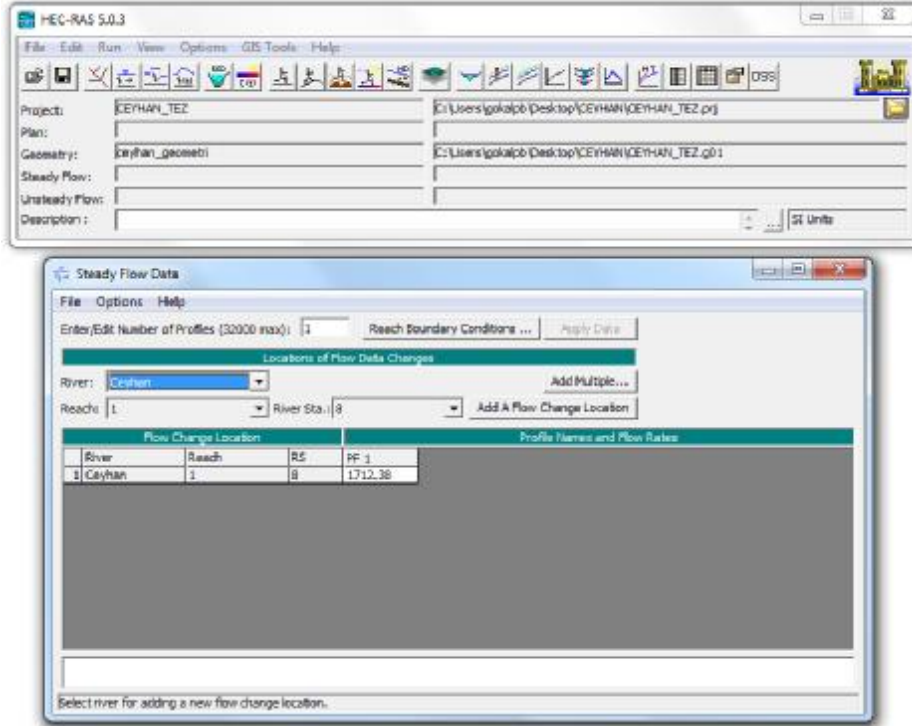 HEC-RAS 5.0.3
File Edit Run View Options GIS Tools Help
DSS
Project: CEYHAN_TEZ C:\Users\gokalpb\Desktop\CEYHAN\CEYHAN_TEZ.prj
Plan:
Geometry: ceyhan_geometri C:\Users\gokalpb\Desktop\CEYHAN\CEYHAN_TEZ.g01
Steady Flow:
Unsteady Flow:
Description : ... SI Units
Steady Flow Data
File Options Help
Enter/Edit Number of Profiles (32000 max): 1 Reach Boundary Conditions ... Apply Data
Locations of Flow Data Changes
River: Ceyhan Add Multiple...
Reach: 1 River Sta.: 8 Add A Flow Change Location
Flow Change Location Profile Names and Flow Rates
River Reach RS PF 1
1 Ceyhan 1 8 1712.38
Select river for adding a new flow change location.